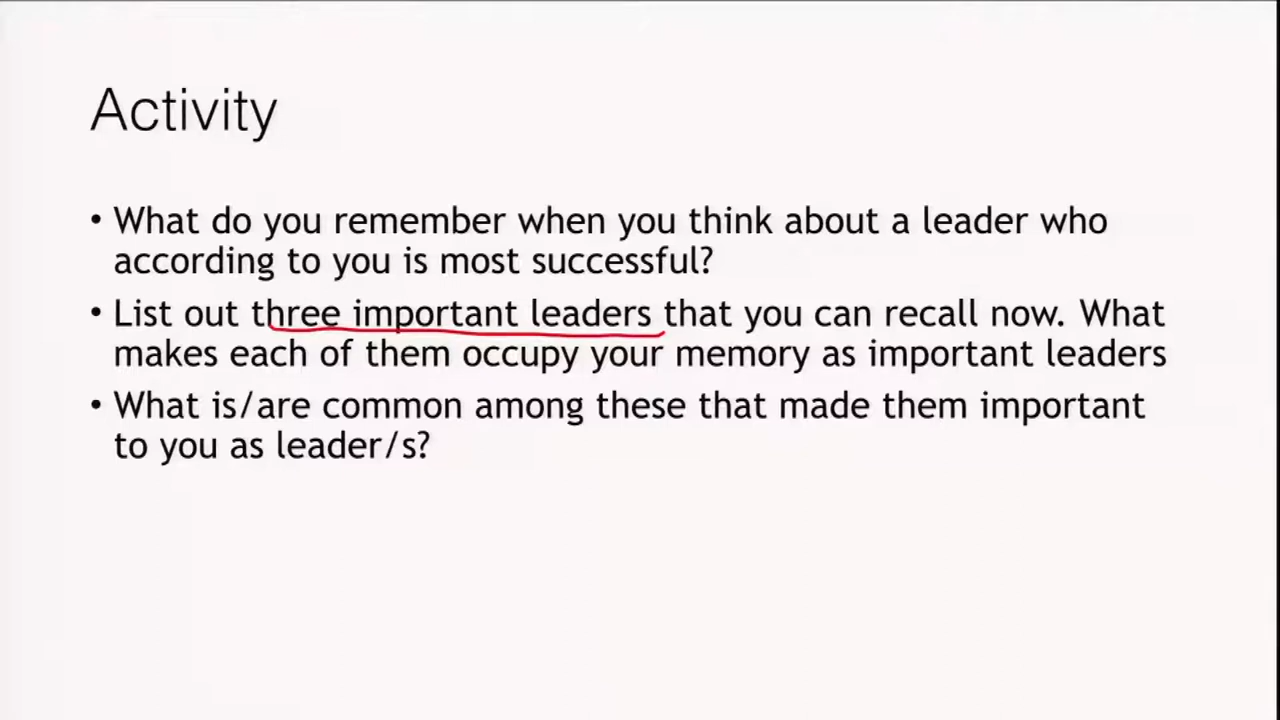 Activity
• What do you remember when you think about a leader who
according to you is most successful?
• List out three important leaders that you can recall now. What
makes each of them occupy your memory as important leaders
• What is/are common among these that made them important
to you as leader/s?